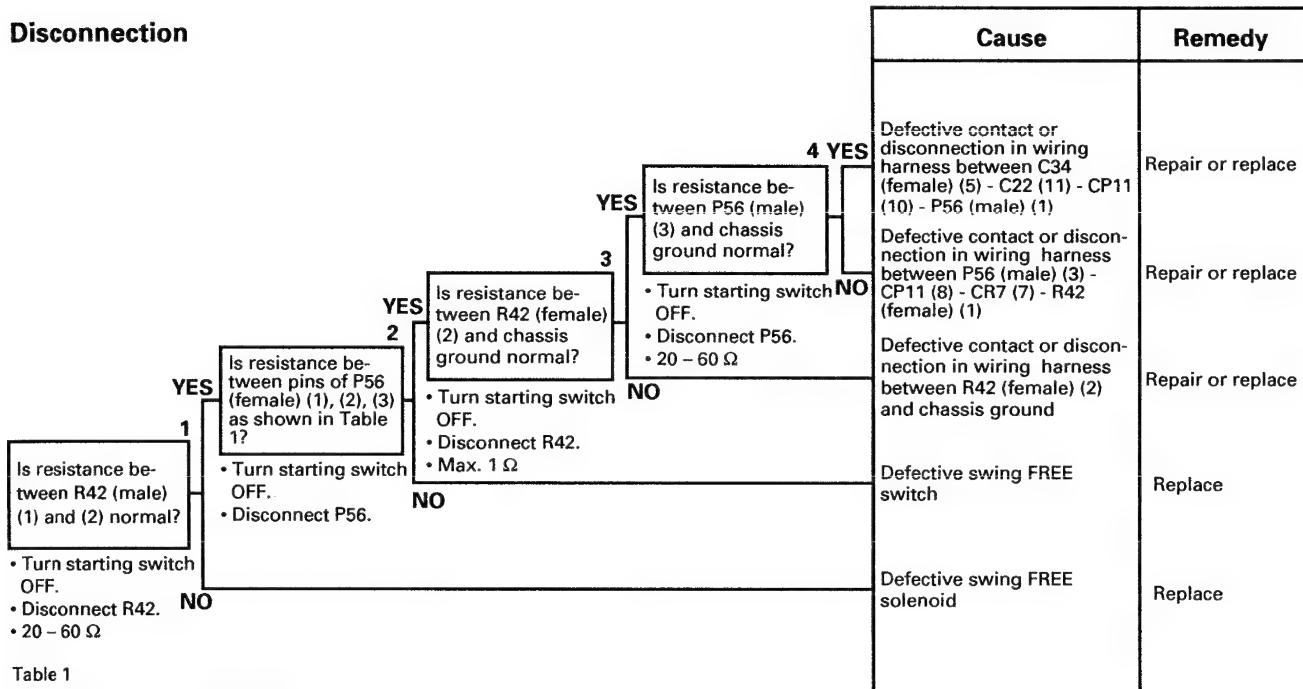 Disconnection
Cause
Remedy
4 YES
Defective contact or
disconnection in wiring
harness between C34
(female) (5) - C22 (11) - CP11
(10) - P56 (male) (1)
Repair or replace
YES
Is resistance be-
tween P56 (male)
(3) and chassis
ground normal?
NO
• Turn starting switch
OFF.
• Disconnect P56.
• 20 – 60 Ω
Defective contact or discon-
nection in wiring harness
between P56 (male) (3) -
CP11 (8) - CR7 (7) - R42
(female) (1)
Repair or replace
3
YES
Is resistance be-
tween R42 (female)
(2) and chassis
ground normal?
NO
• Turn starting switch
OFF.
• Disconnect R42.
• Max. 1 Ω
Defective contact or discon-
nection in wiring harness
between R42 (female) (2)
and chassis ground
Repair or replace
2
YES
Is resistance be-
tween pins of P56
(female) (1), (2), (3)
as shown in Table
1?
NO
• Turn starting switch
OFF.
• Disconnect P56.
Defective swing FREE
switch
Replace
1
Is resistance be-
tween R42 (male)
(1) and (2) normal?
NO
• Turn starting switch
OFF.
• Disconnect R42.
• 20 – 60 Ω
Defective swing FREE
solenoid
Replace
Table 1